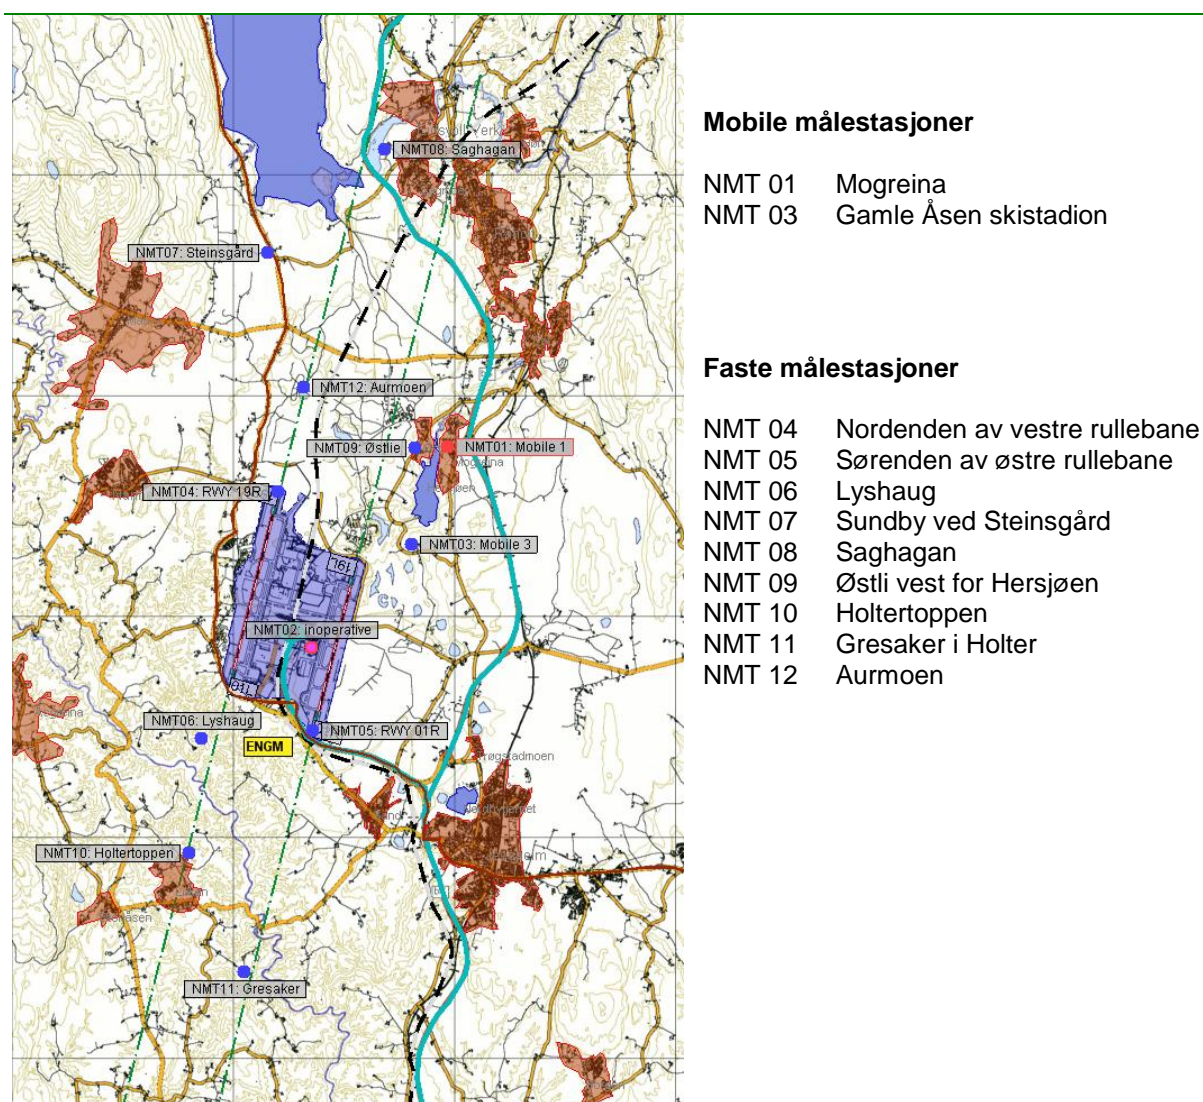 Mobile målestasjoner
NMT 01 Mogreina
NMT 03 Gamle Åsen skistadion
Faste målestasjoner
NMT 04 Nordenden av vestre rullebane
NMT 05 Sørenden av østre rullebane
NMT 06 Lyshaug
NMT 07 Sundby ved Steinsgård
NMT 08 Saghagan
NMT 09 Østli vest for Hersjøen
NMT 10 Holtertoppen
NMT 11 Gresaker i Holter
NMT 12 Aurmoen
NMT08: Saghagan
NMT07: Steinsgård
NMT12: Aurmoen
NMT09: Østlie
NMT01: Mobile 1
Mogreina
NMT04: RWY 19R
NMT03: Mobile 3
19L
NMT02: inoperative
NMT06: Lyshaug
NMT05: RWY 01R
ENGM
NMT10: Holtertoppen
NMT11: Gresaker